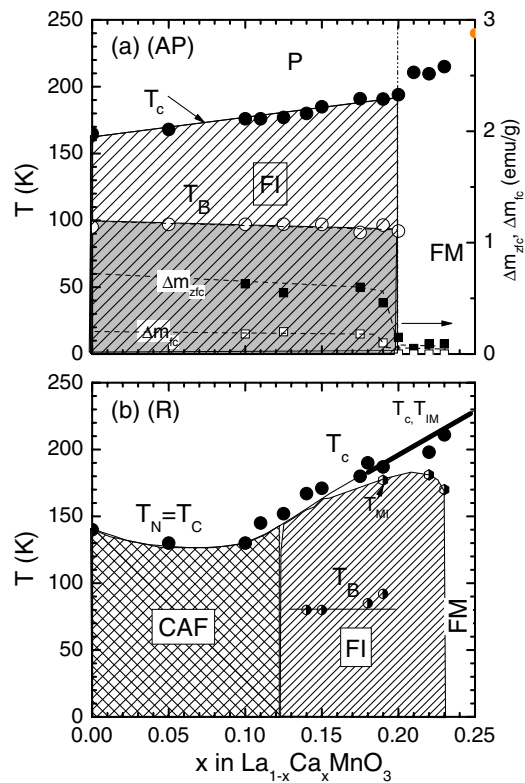 250
(a) (AP)
P
3
200
T_c
2
150
T (K)
FI
T_B
100
1
Δm_zfc, Δm_fc (emu/g)
FM
50
Δm_zfc
Δm_fc
0
0
250
(b) (R)
T_c, T_IM
200
T_c
T_N=T_C
T_MI
150
T (K)
100
T_B
CAF
FI
FM
50
0
0.00 0.05 0.10 0.15 0.20 0.25
x in La_1-xCa_xMnO_3